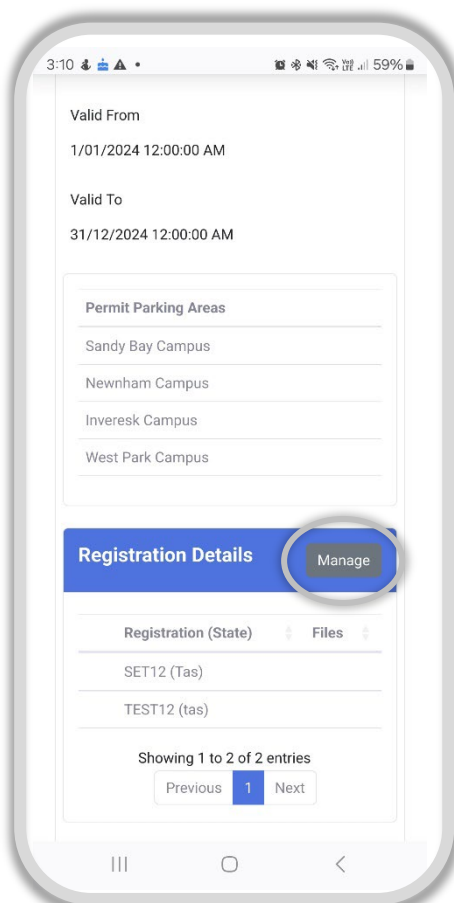 3:10 59%
Valid From
1/01/2024 12:00:00 AM
Valid To
31/12/2024 12:00:00 AM
Permit Parking Areas
Sandy Bay Campus
Newnham Campus
Inveresk Campus
West Park Campus
Registration Details Manage
Registration (State) Files
SET12 (Tas)
TEST12 (tas)
Showing 1 to 2 of 2 entries
Previous 1 Next